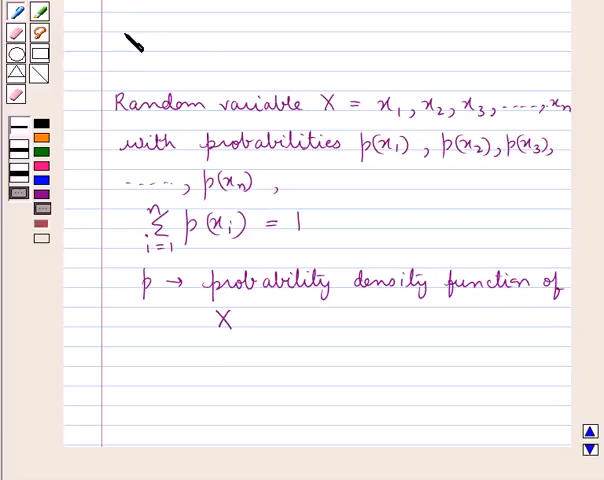 Random variable X = x₁, x₂, x₃, ....., xₙ
with probabilities p(x₁), p(x₂), p(x₃),
....., p(xₙ),
n
∑ p(xᵢ) = 1
i=1
p → probability density function of
X